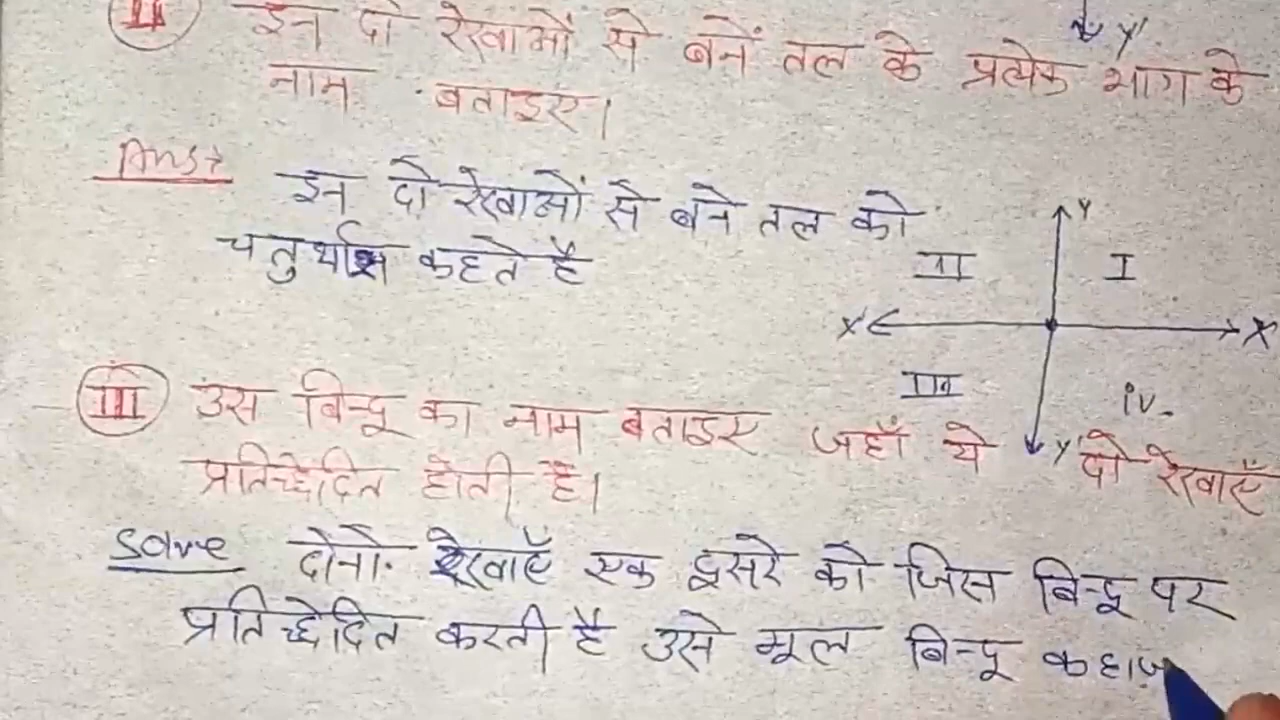 II इन दो रेखाओं से बनें तल के प्रत्येक भाग के
नाम बताइए।
Ans→ इन दो रेखाओं से बने तल को
चतुर्थांस कहते है
Y
II I
X' X
III iv.
Y'
III उस बिन्दू का नाम बताइए जहाँ ये दो रेखाएँ
प्रतिच्छेदित होती है।
Solve दोनो रेखाएँ एक दूसरे को जिस बिन्दू पर
प्रतिच्छेदित करती है उसे मूल बिन्दू कहा